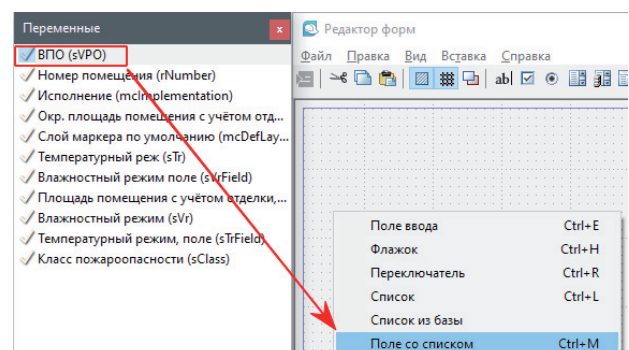 Переменные
x
ВПО (sVPO)
Номер помещения (rNumber)
Исполнение (mcImplementation)
Окр. площадь помещения с учётом отд...
Слой маркера по умолчанию (mcDefLay...
Температурный реж (sTr)
Влажностный режим поле (sVrField)
Площадь помещения с учётом отделки,...
Влажностный режим (sVr)
Температурный режим, поле (sTrField)
Класс пожароопасности (sClass)
Редактор форм
Файл Правка Вид Вставка Справка
ab
Поле ввода Ctrl+E
Флажок Ctrl+H
Переключатель Ctrl+R
Список Ctrl+L
Список из базы
Поле со списком Ctrl+M